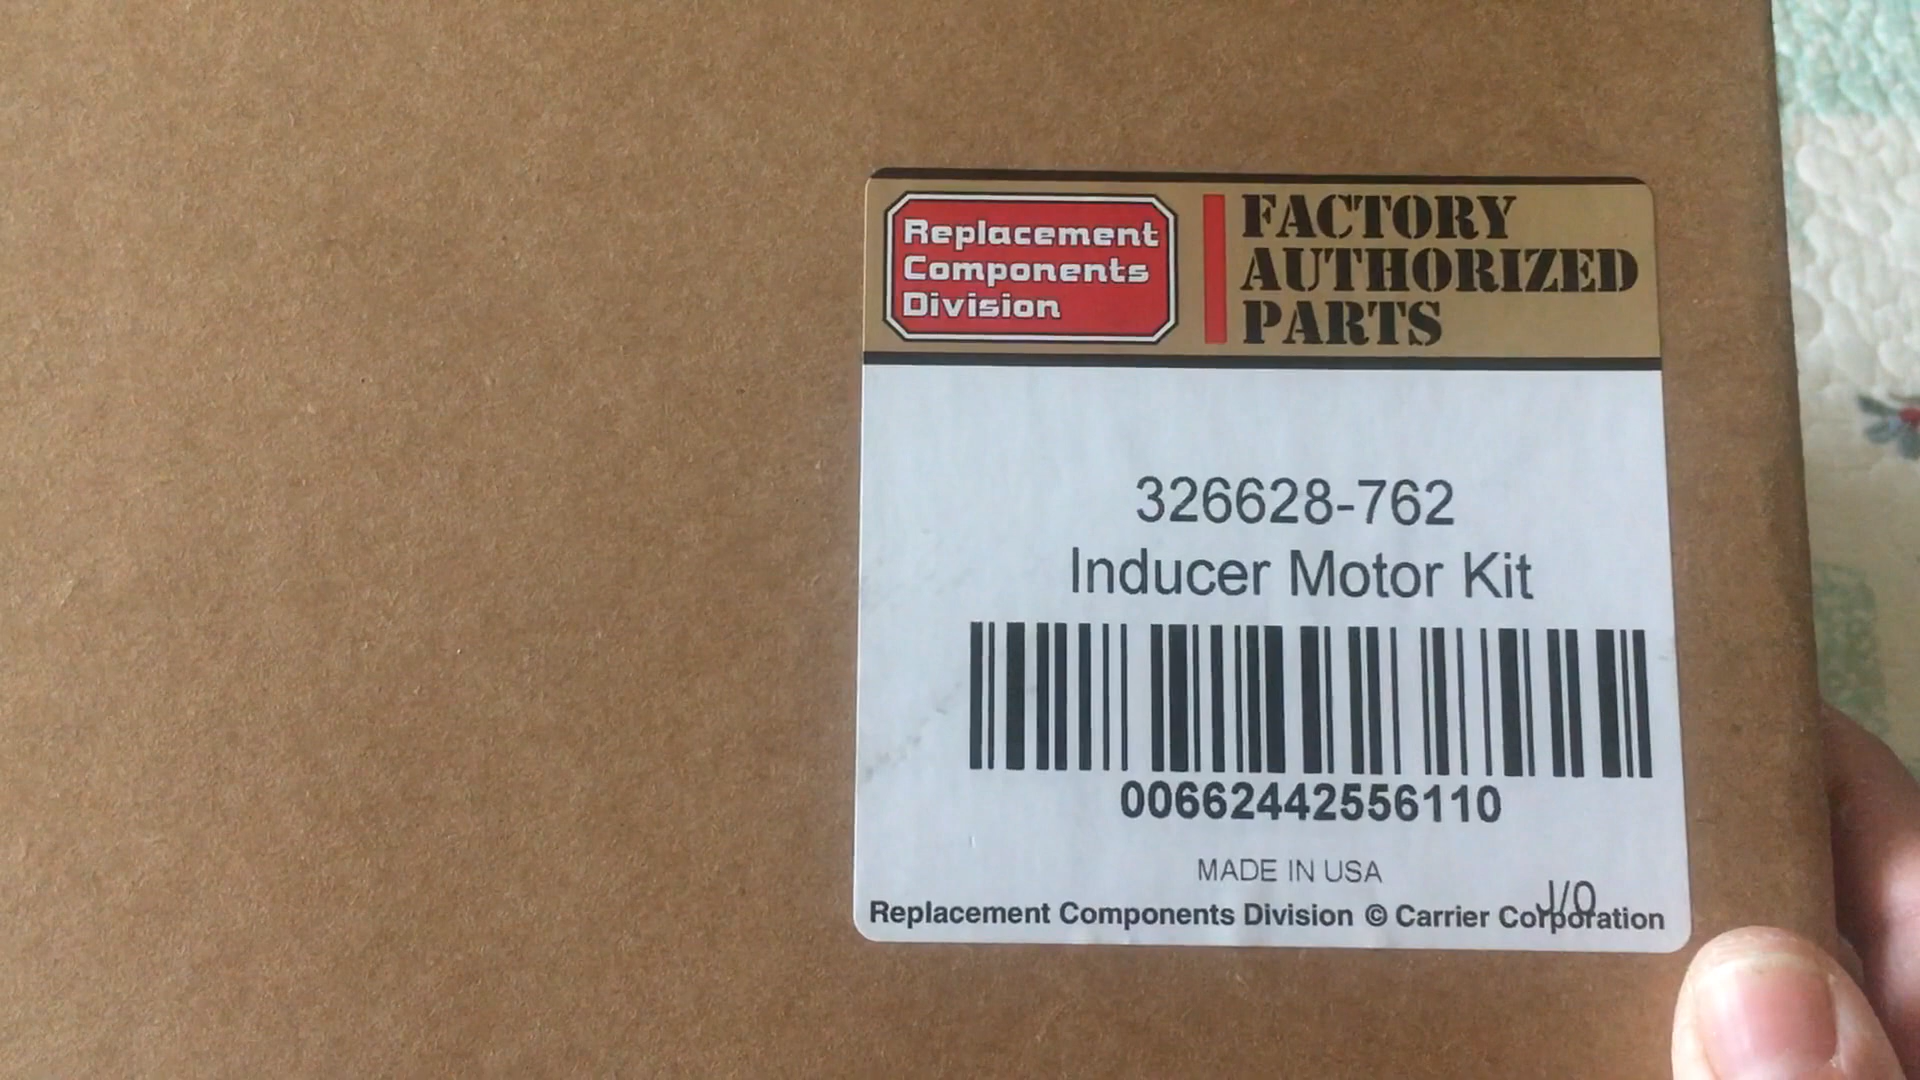 Replacement
Components
Division
FACTORY
AUTHORIZED
PARTS
326628-762
Inducer Motor Kit
00662442556110
MADE IN USA
J/O
Replacement Components Division © Carrier Corporation